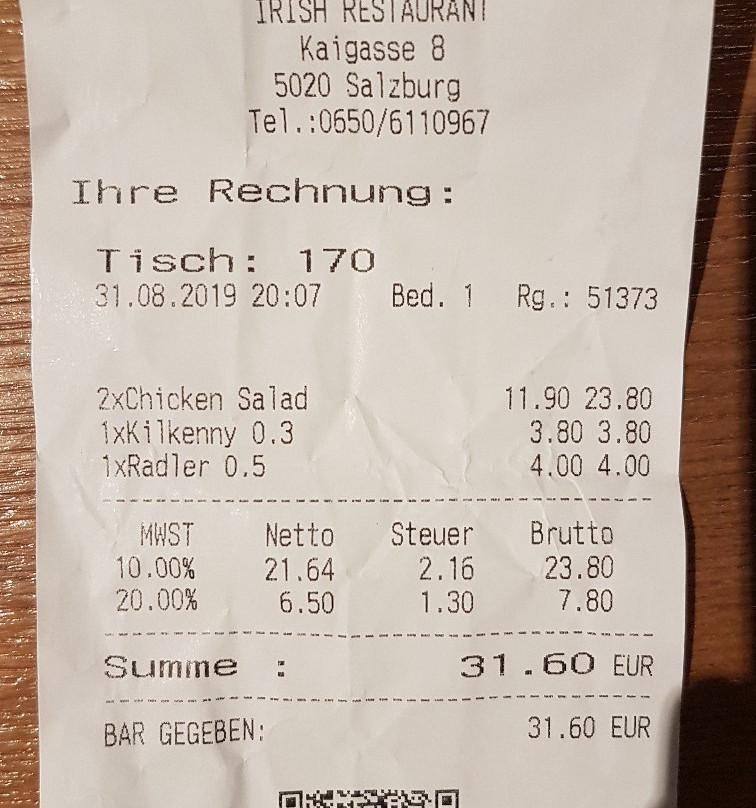 IRISH RESTAURANT
Kaigasse 8
5020 Salzburg
Tel.:0650/6110967
Ihre Rechnung:
Tisch: 170
31.08.2019 20:07 Bed. 1 Rg.: 51373
2xChicken Salad 11.90 23.80
1xKilkenny 0.3 3.80 3.80
1xRadler 0.5 4.00 4.00
MWST Netto Steuer Brutto
10.00% 21.64 2.16 23.80
20.00% 6.50 1.30 7.80
Summe : 31.60 EUR
BAR GEGEBEN: 31.60 EUR